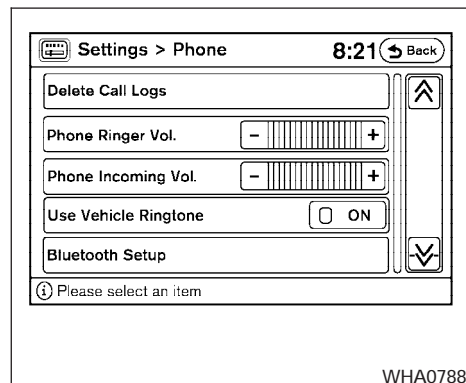 Settings > Phone 8:21 Back
Delete Call Logs
Phone Ringer Vol. - +
Phone Incoming Vol. - +
Use Vehicle Ringtone ON
Bluetooth Setup
i Please select an item
WHA0788